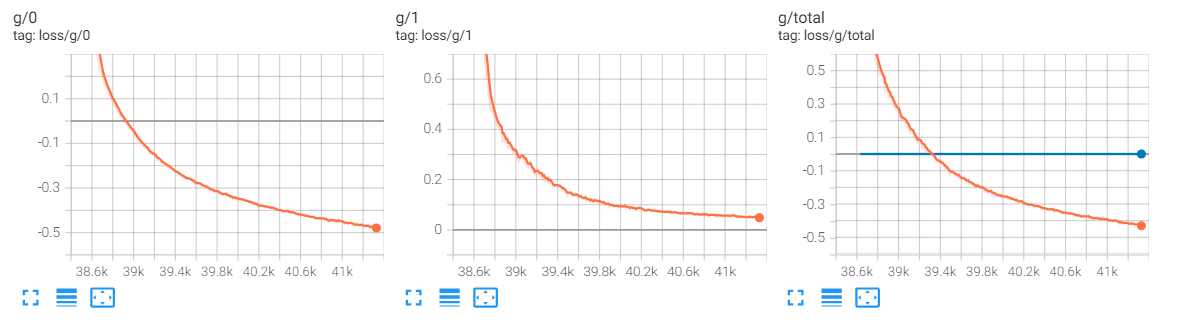 g/0
tag: loss/g/0
0.1
-0.1
-0.3
-0.5
38.6k 39k 39.4k 39.8k 40.2k 40.6k 41k
g/1
tag: loss/g/1
0.6
0.4
0.2
0
38.6k 39k 39.4k 39.8k 40.2k 40.6k 41k
g/total
tag: loss/g/total
0.5
0.3
0.1
-0.1
-0.3
-0.5
38.6k 39k 39.4k 39.8k 40.2k 40.6k 41k